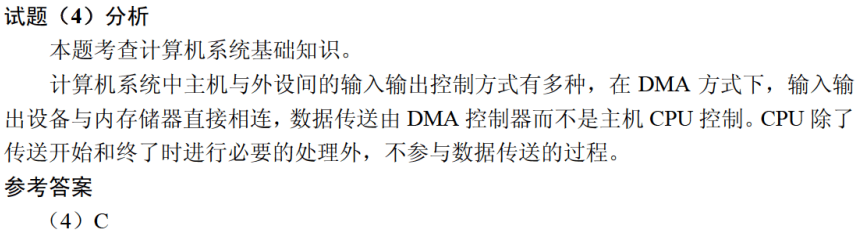 试题（4）分析
本题考查计算机系统基础知识。
计算机系统中主机与外设间的输入输出控制方式有多种，在 DMA 方式下，输入输
出设备与内存储器直接相连，数据传送由 DMA 控制器而不是主机 CPU 控制。CPU 除了
传送开始和终了时进行必要的处理外，不参与数据传送的过程。
参考答案
（4）C